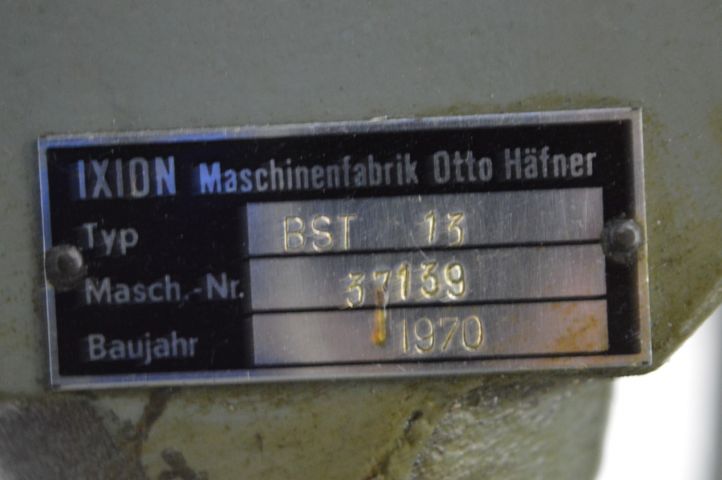 IXION Maschinenfabrik Otto Häfner
Typ BST 13
Masch.-Nr. 37139
Baujahr 1970